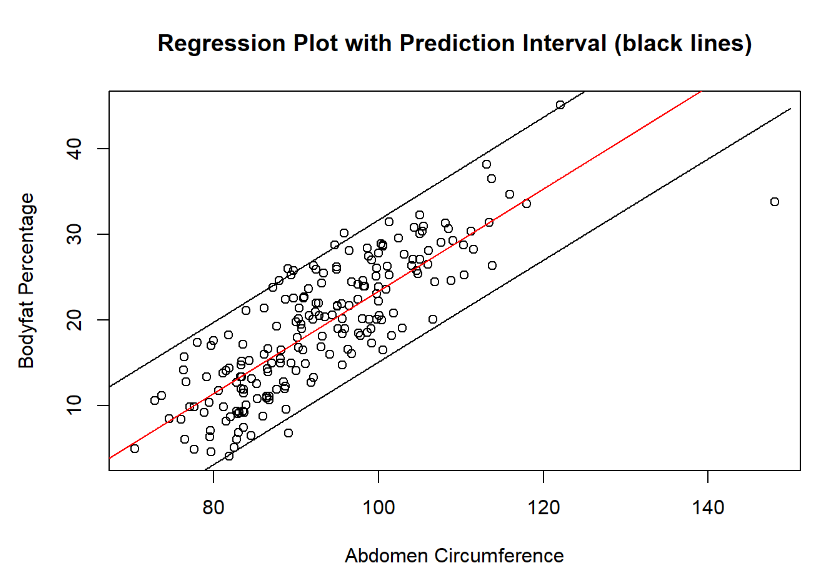 Regression Plot with Prediction Interval (black lines)
Bodyfat Percentage
40
30
20
10
80
100
120
140
Abdomen Circumference